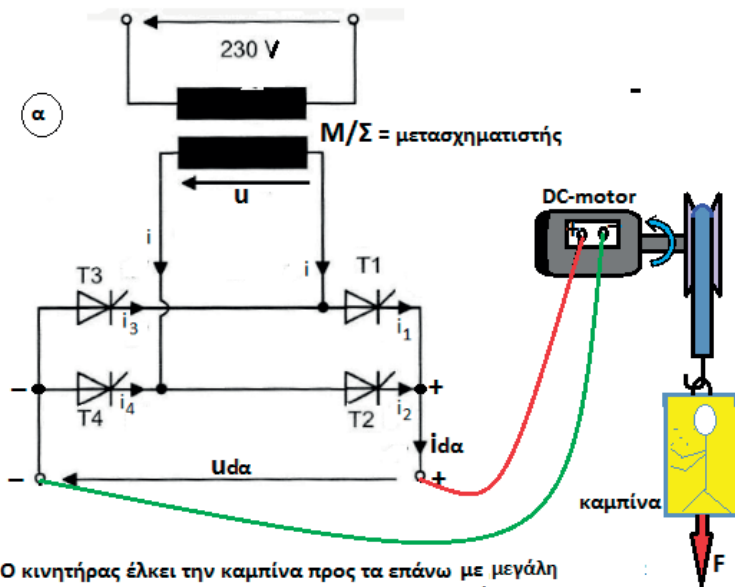 230 V
α
Μ/Σ = μετασχηματιστής
u
DC-motor
+ −
i
i
T3
T1
i3
i1
−
+
T4
i4
T2
i2
idα
− udα +
καμπίνα
F
Ο κινητήρας έλκει την καμπίνα προς τα επάνω με μεγάλη